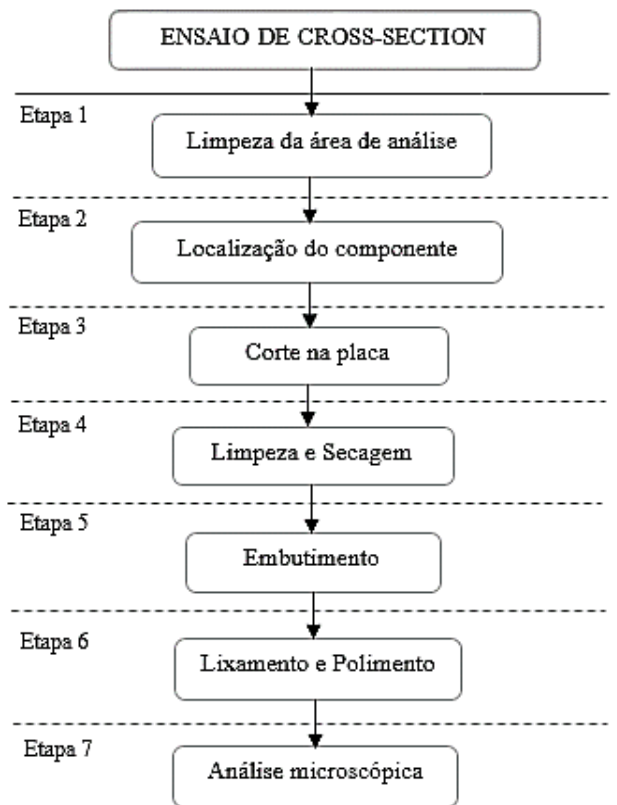 ENSAIO DE CROSS-SECTION
Etapa 1
Limpeza da área de análise
Etapa 2
Localização do componente
Etapa 3
Corte na placa
Etapa 4
Limpeza e Secagem
Etapa 5
Embutimento
Etapa 6
Lixamento e Polimento
Etapa 7
Análise microscópica